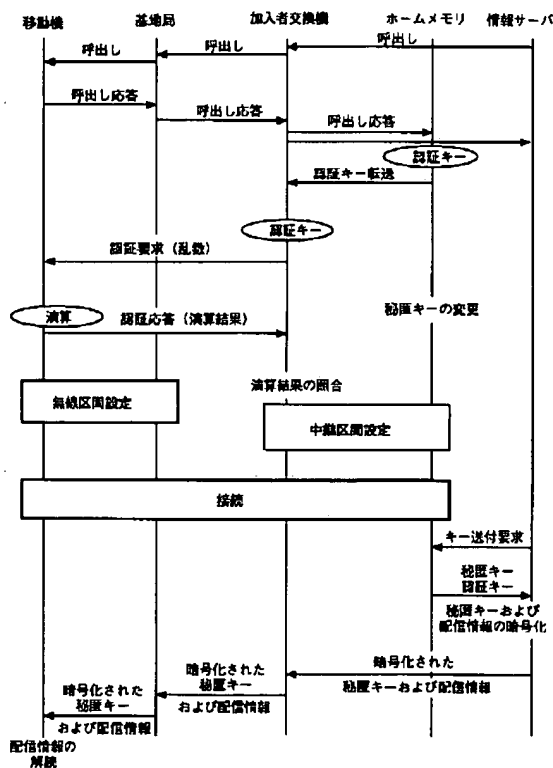 移動機
基地局
加入者交換機
ホームメモリ
情報サーバ
呼出し
呼出し
呼出し
呼出し応答
呼出し応答
呼出し応答
認証キー
認証キー転送
認証キー
認証要求（乱数）
演算
認証応答（演算結果）
秘匿キーの変更
演算結果の照合
無線区間設定
中継区間設定
接続
キー送付要求
秘匿キー
認証キー
秘匿キーおよび
配信情報の暗号化
暗号化された
秘匿キーおよび配信情報
暗号化された
秘匿キー
および配信情報
暗号化された
秘匿キー
および配信情報
配信情報の
解読